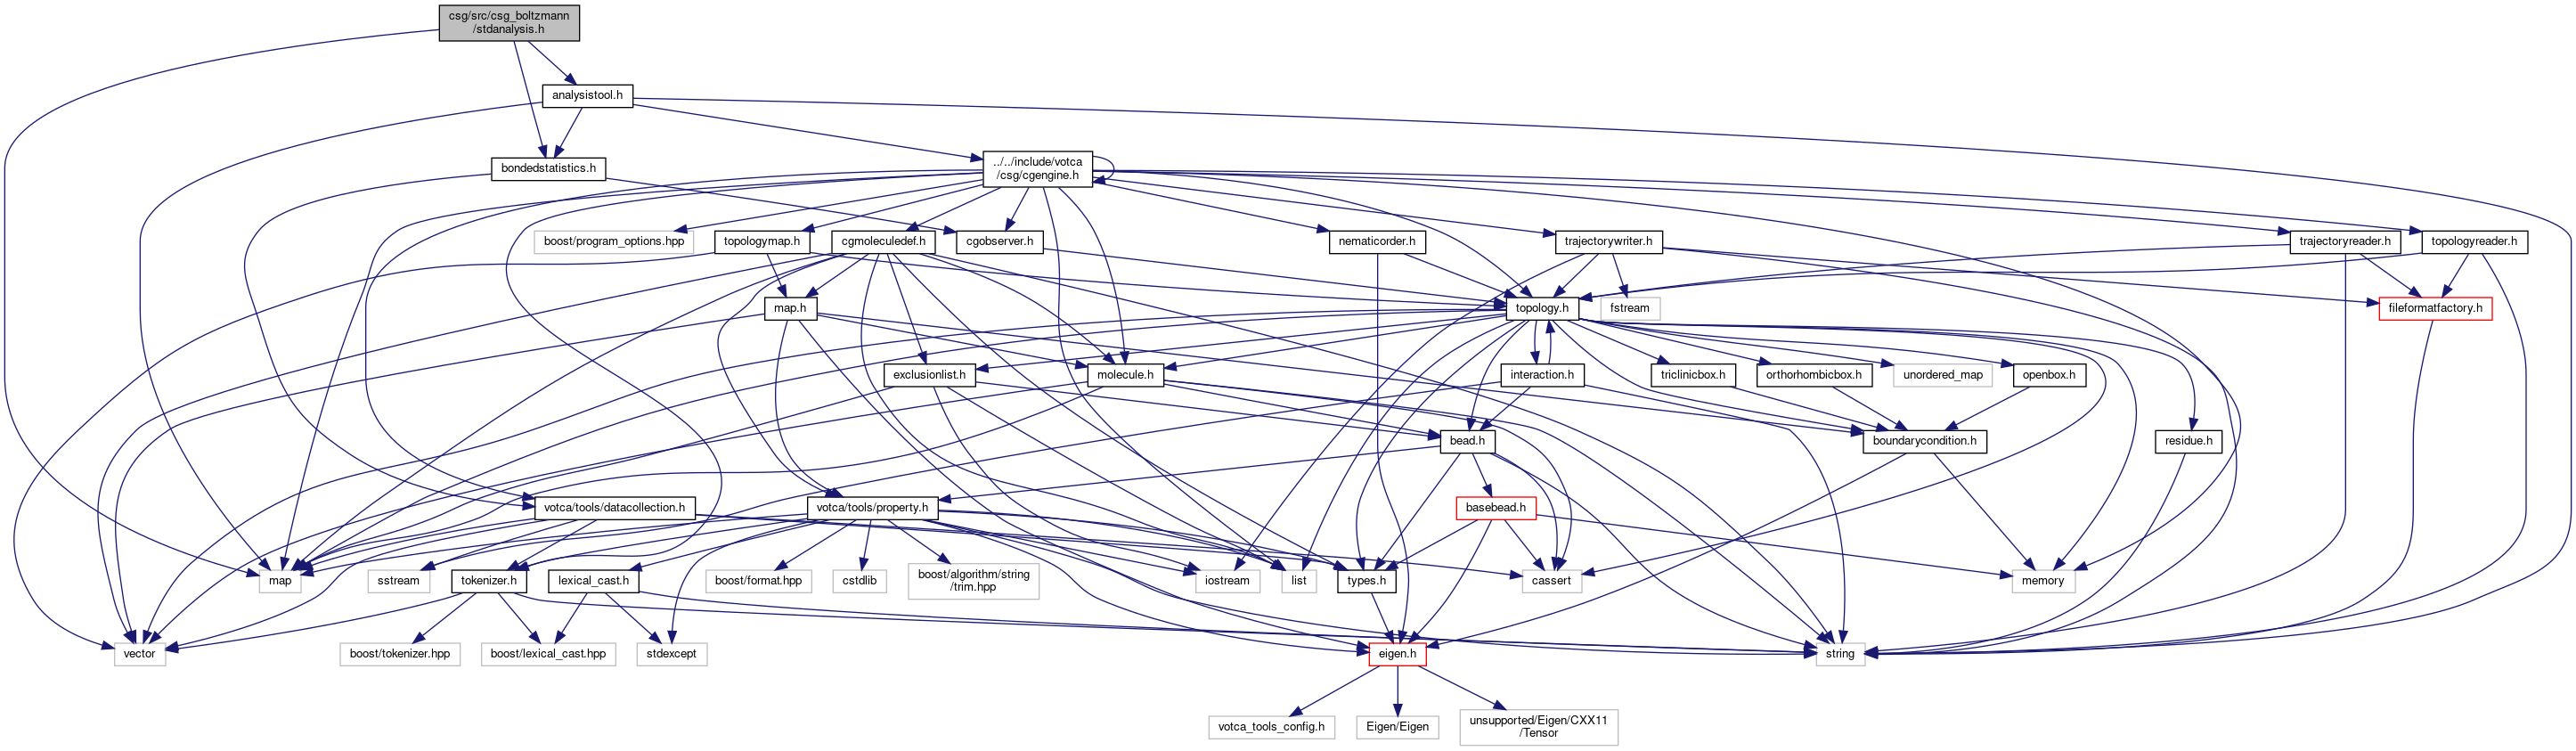 csg/src/csg_boltzmann
/stdanalysis.h
analysistool.h
bondedstatistics.h
../../include/votca
/csg/cgengine.h
boost/program_options.hpp
topologymap.h
cgmoleculedef.h
cgobserver.h
nematicorder.h
trajectorywriter.h
trajectoryreader.h
topologyreader.h
map.h
topology.h
fstream
fileformatfactory.h
exclusionlist.h
molecule.h
interaction.h
triclinicbox.h
orthorhombicbox.h
unordered_map
openbox.h
bead.h
boundarycondition.h
residue.h
votca/tools/datacollection.h
votca/tools/property.h
basebead.h
map
sstream
tokenizer.h
lexical_cast.h
boost/format.hpp
cstdlib
boost/algorithm/string
/trim.hpp
iostream
list
types.h
cassert
memory
vector
boost/tokenizer.hpp
boost/lexical_cast.hpp
stdexcept
eigen.h
string
votca_tools_config.h
Eigen/Eigen
unsupported/Eigen/CXX11
/Tensor